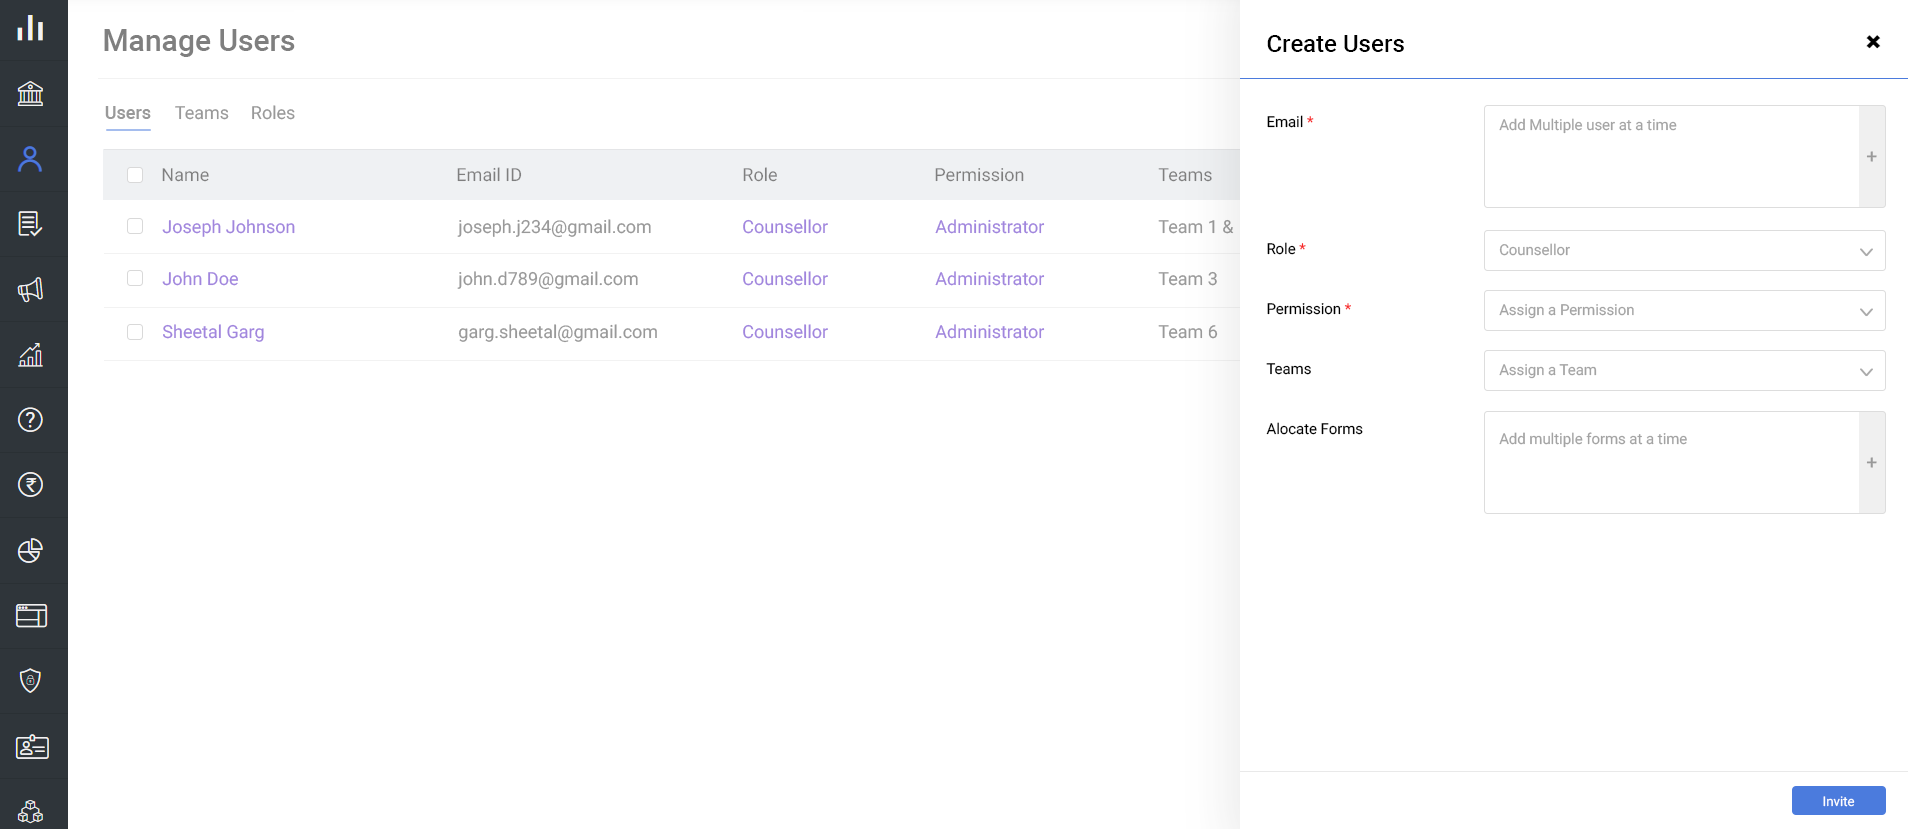 Manage Users
Users Teams Roles
Name Email ID Role Permission Teams
Joseph Johnson joseph.j234@gmail.com Counsellor Administrator Team 1 &
John Doe john.d789@gmail.com Counsellor Administrator Team 3
Sheetal Garg garg.sheetal@gmail.com Counsellor Administrator Team 6
Create Users
Email *
Add Multiple user at a time
+
Role *
Counsellor
Permission *
Assign a Permission
Teams
Assign a Team
Alocate Forms
Add multiple forms at a time
+
Invite